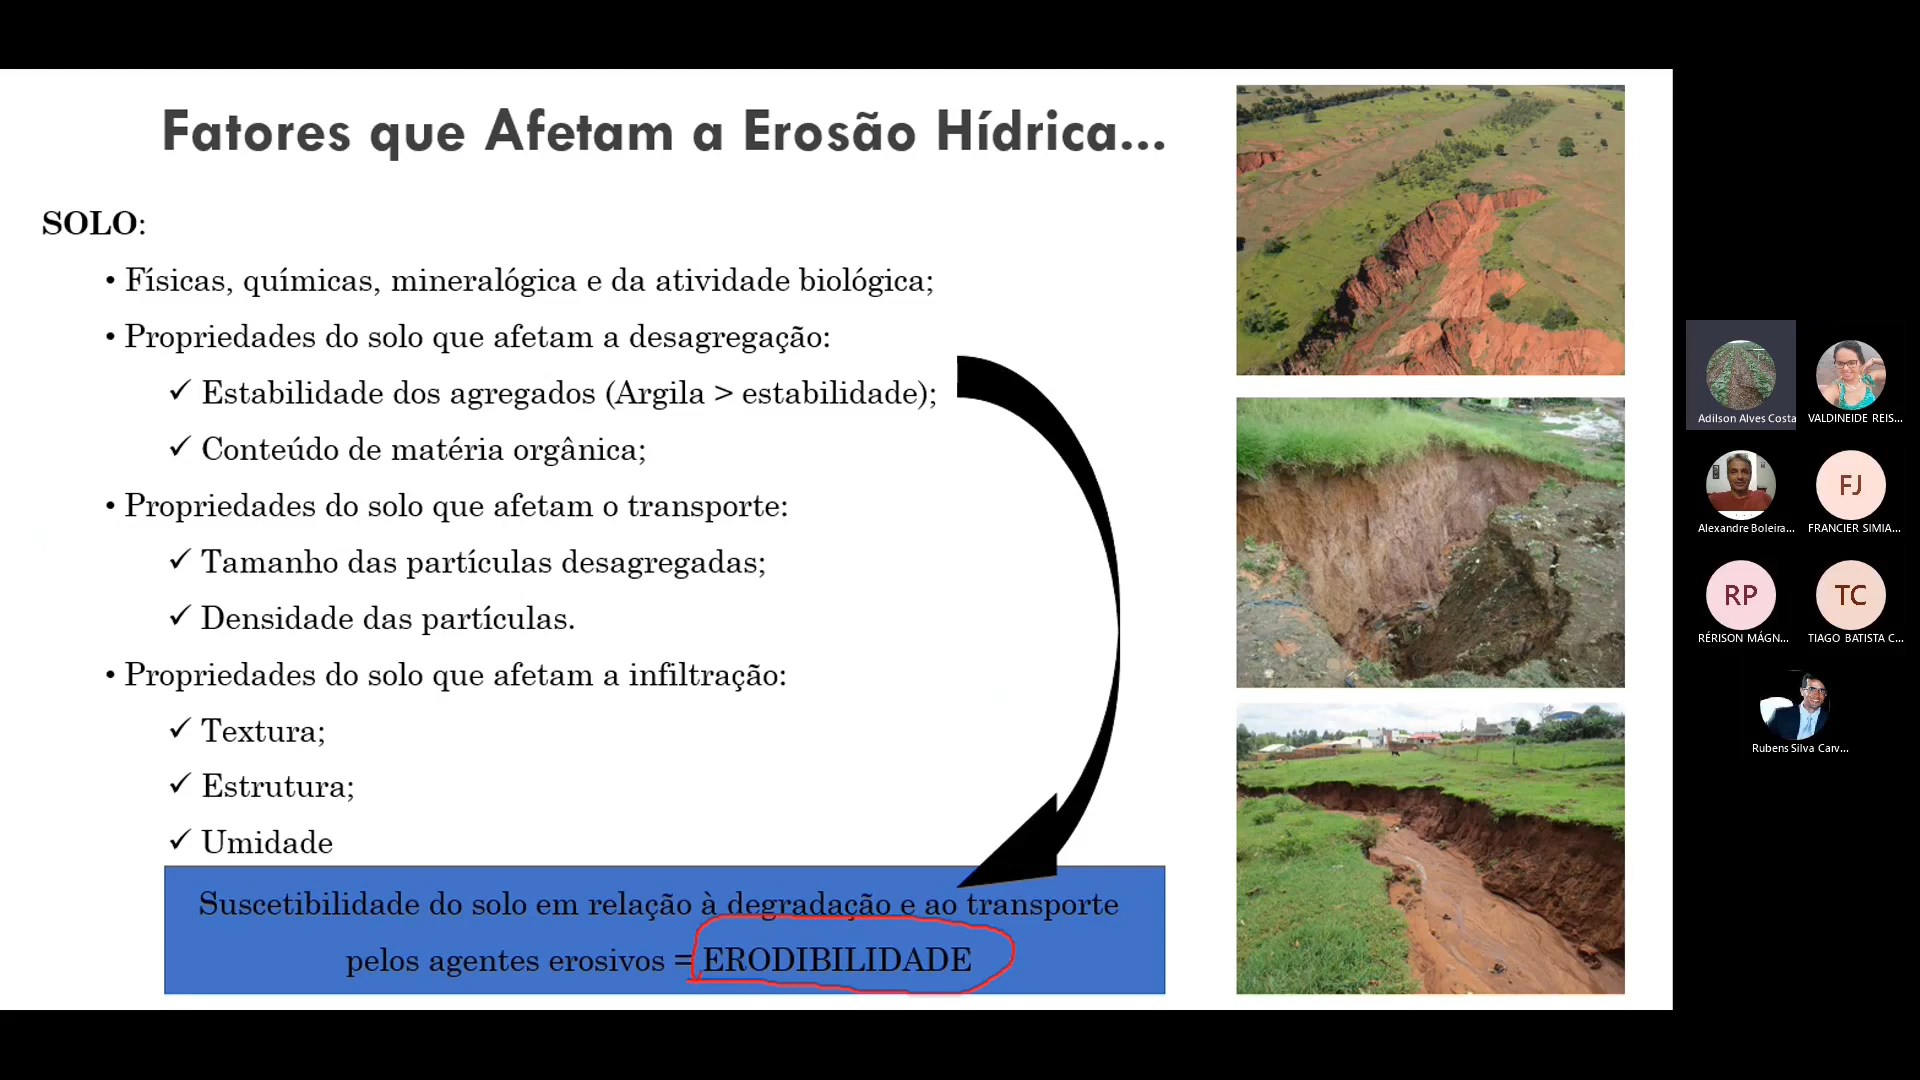 Fatores que Afetam a Erosão Hídrica...
SOLO:
• Físicas, químicas, mineralógica e da atividade biológica;
• Propriedades do solo que afetam a desagregação:
✓ Estabilidade dos agregados (Argila > estabilidade);
✓ Conteúdo de matéria orgânica;
• Propriedades do solo que afetam o transporte:
✓ Tamanho das partículas desagregadas;
✓ Densidade das partículas.
• Propriedades do solo que afetam a infiltração:
✓ Textura;
✓ Estrutura;
✓ Umidade
Suscetibilidade do solo em relação à degradação e ao transporte
pelos agentes erosivos = ERODIBILIDADE
Adilson Alves Costa
VALDINEIDE REIS...
Alexandre Boleira...
FJ
FRANCIER SIMIA...
RP
RÉRISON MÁGN...
TC
TIAGO BATISTA C...
Rubens Silva Carv...